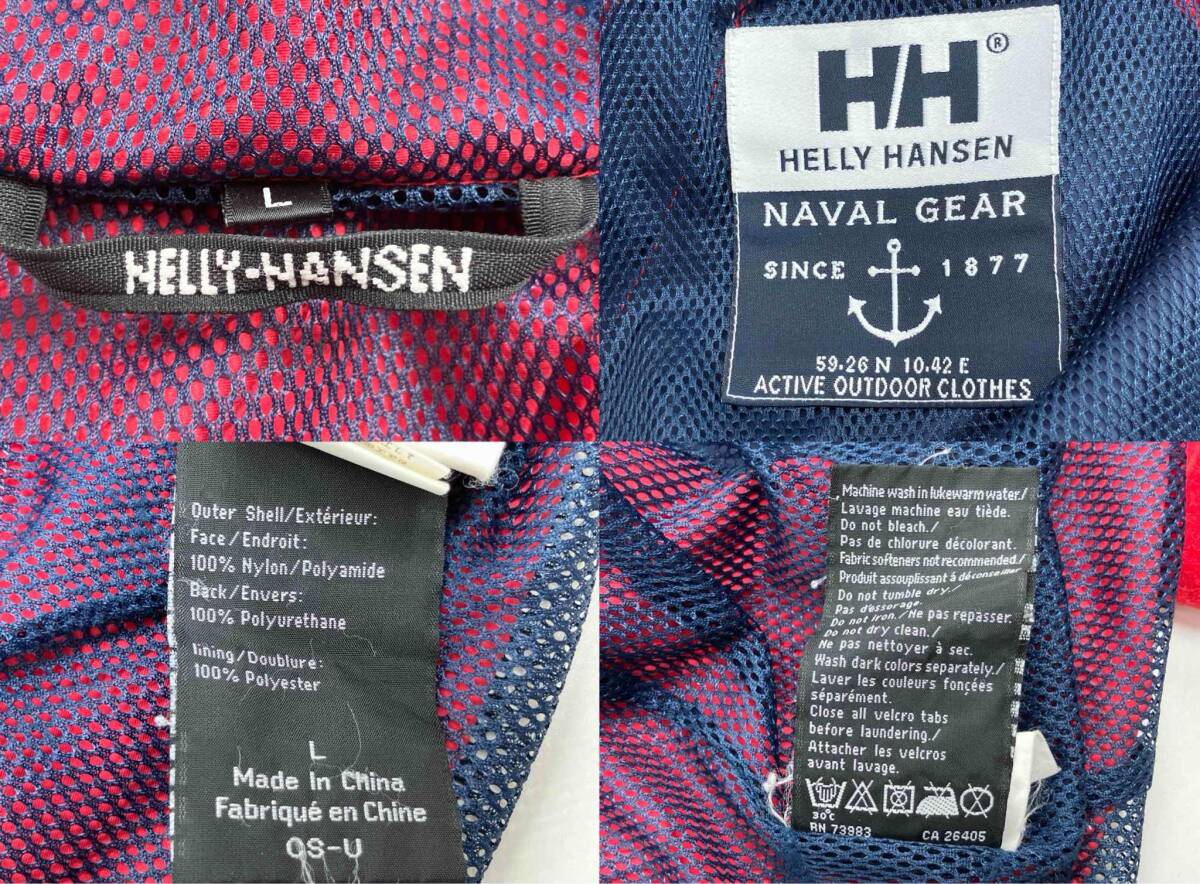 L
HELLY-HANSEN
HH®
HELLY HANSEN
NAVAL GEAR
SINCE 1877
59.26 N 10.42 E
ACTIVE OUTDOOR CLOTHES
Outer Shell/Extérieur:
Face/Endroit:
100% Nylon/Polyamide
Back/Envers:
100% Polyurethane
lining/Doublure:
100% Polyester
L
Made In China
Fabriqué en Chine
OS-U
Machine wash in lukewarm water./
Lavage machine eau tiède.
Do not bleach./
Pas de chlorure décolorant.
Fabric softeners not recommended./
Produit assouplissant á déconseiller
Do not tumble dry./
Pas d'essorage.
Do not iron./Ne pas repasser.
Do not dry clean./
Ne pas nettoyer à sec.
Wash dark colors separately./
Laver les couleurs foncées
séparément.
Close all velcro tabs
before laundering./
Attacher les velcros
avant lavage.
30°C
RN 73983 CA 26405